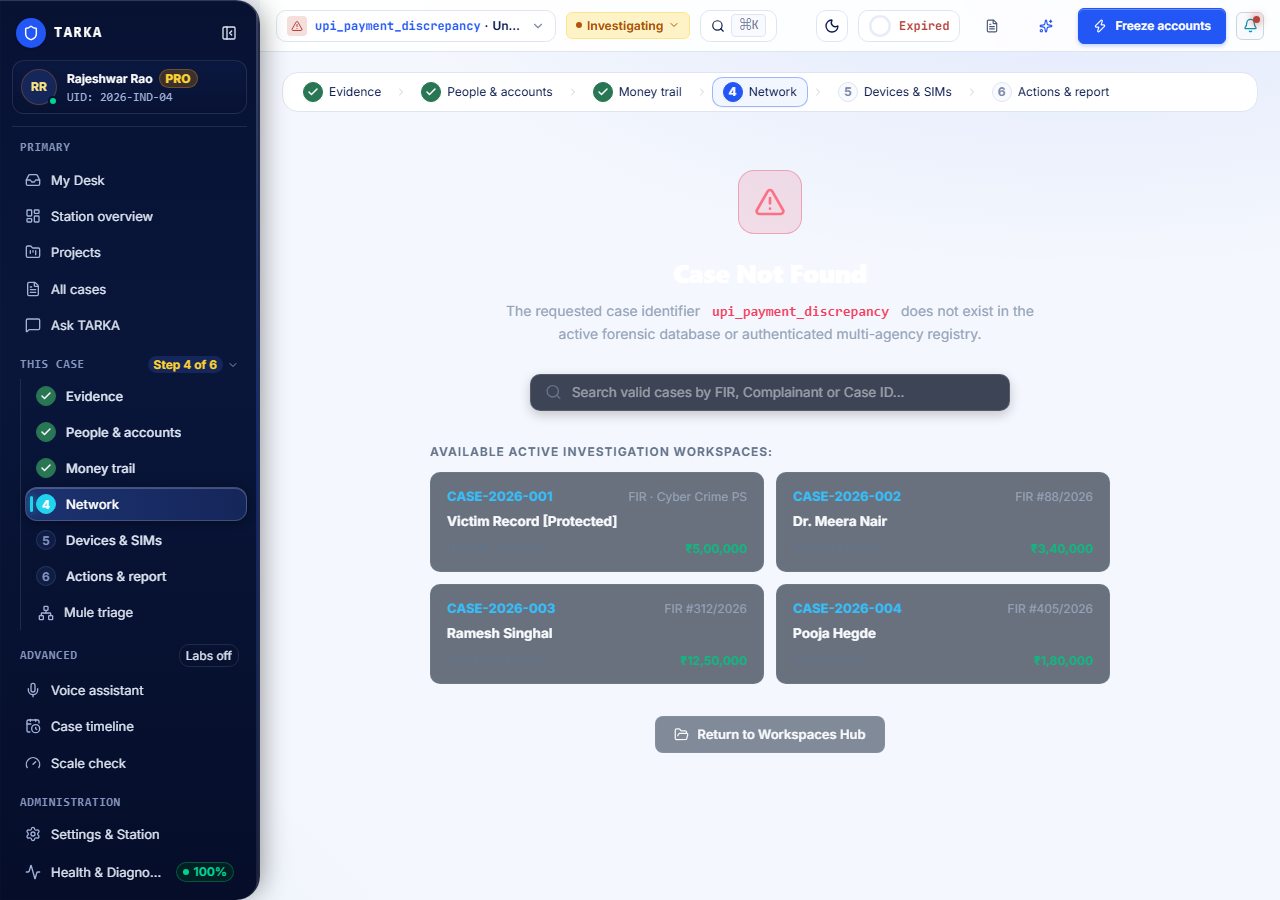 TARKA
RR
Rajeshwar Rao PRO
UID: 2026-IND-04
PRIMARY
My Desk
Station overview
Projects
All cases
Ask TARKA
THIS CASE Step 4 of 6
Evidence
People & accounts
Money trail
4 Network
5 Devices & SIMs
6 Actions & report
Mule triage
ADVANCED Labs off
Voice assistant
Case timeline
Scale check
ADMINISTRATION
Settings & Station
Health & Diagno... 100%
upi_payment_discrepancy · Un...
Investigating
⌘K
Expired
Freeze accounts
Evidence
People & accounts
Money trail
4 Network
5 Devices & SIMs
6 Actions & report
Case Not Found
The requested case identifier upi_payment_discrepancy does not exist in the
active forensic database or authenticated multi-agency registry.
Search valid cases by FIR, Complainant or Case ID...
AVAILABLE ACTIVE INVESTIGATION WORKSPACES:
CASE-2026-001 FIR · Cyber Crime PS
Victim Record [Protected]
₹5,00,000
CASE-2026-002 FIR #88/2026
Dr. Meera Nair
₹3,40,000
CASE-2026-003 FIR #312/2026
Ramesh Singhal
₹12,50,000
CASE-2026-004 FIR #405/2026
Pooja Hegde
₹1,80,000
Return to Workspaces Hub